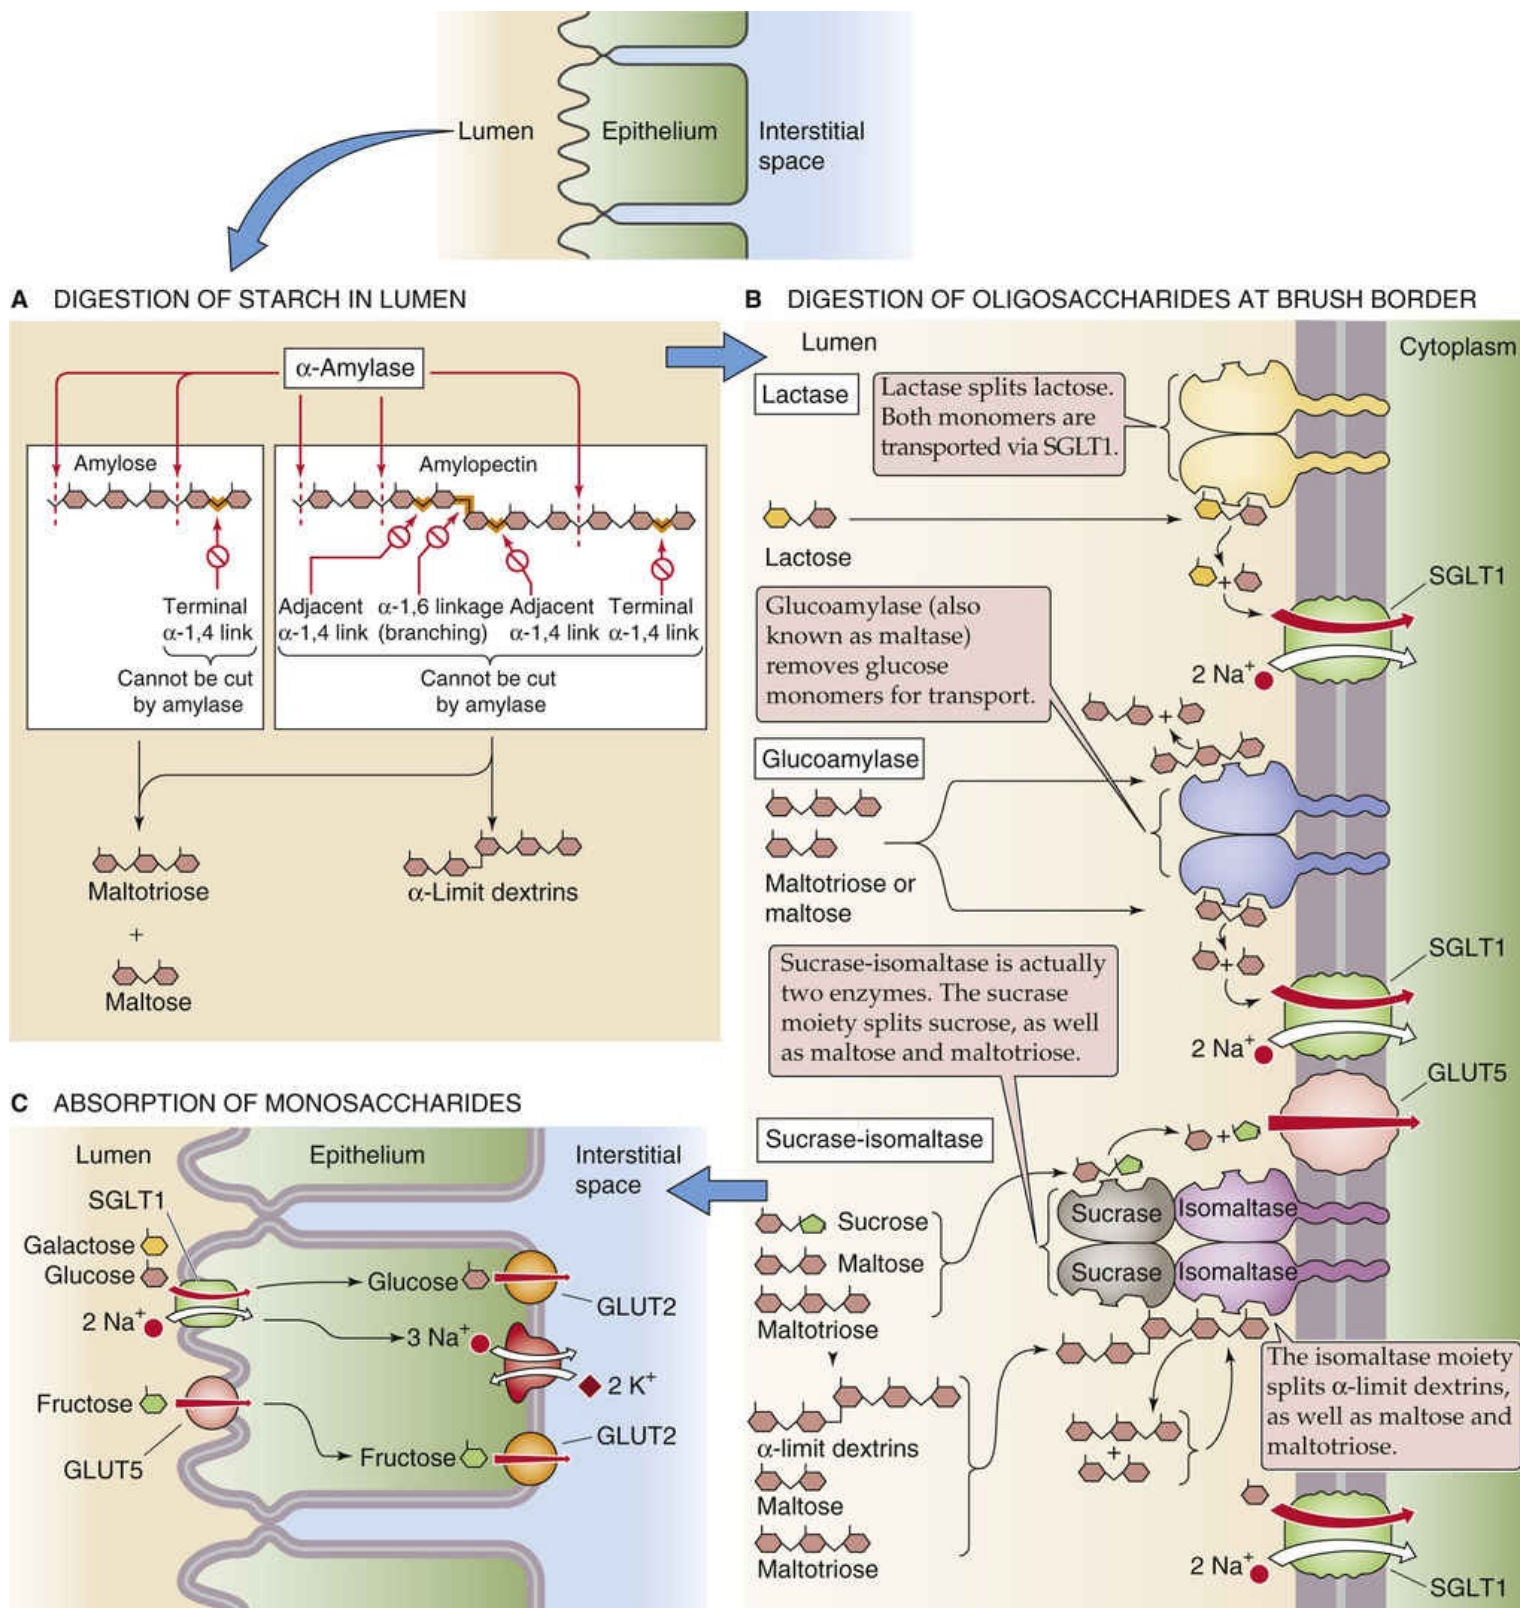 Lumen
Epithelium
Interstitial
space
A DIGESTION OF STARCH IN LUMEN
α-Amylase
Amylose
Amylopectin
Terminal
α-1,4 link
Adjacent
α-1,4 link
α-1,6 linkage
(branching)
Adjacent
α-1,4 link
Terminal
α-1,4 link
Cannot be cut
by amylase
Cannot be cut
by amylase
Maltotriose
+
Maltose
α-Limit dextrins
B DIGESTION OF OLIGOSACCHARIDES AT BRUSH BORDER
Lumen
Cytoplasm
Lactase
Lactase splits lactose.
Both monomers are
transported via SGLT1.
Lactose
+
SGLT1
2 Na+
Glucoamylase (also
known as maltase)
removes glucose
monomers for transport.
+
Glucoamylase
Maltotriose or
maltose
+
SGLT1
2 Na+
Sucrase-isomaltase is actually
two enzymes. The sucrase
moiety splits sucrose, as well
as maltose and maltotriose.
GLUT5
+
Sucrase-isomaltase
Sucrase
Isomaltase
Sucrase
Isomaltase
Sucrose
Maltose
Maltotriose
α-limit dextrins
Maltose
Maltotriose
+
The isomaltase moiety
splits α-limit dextrins,
as well as maltose and
maltotriose.
2 Na+
SGLT1
C ABSORPTION OF MONOSACCHARIDES
Lumen
Epithelium
Interstitial
space
SGLT1
Galactose
Glucose
2 Na+
Glucose
GLUT2
3 Na+
2 K+
Fructose
GLUT5
Fructose
GLUT2